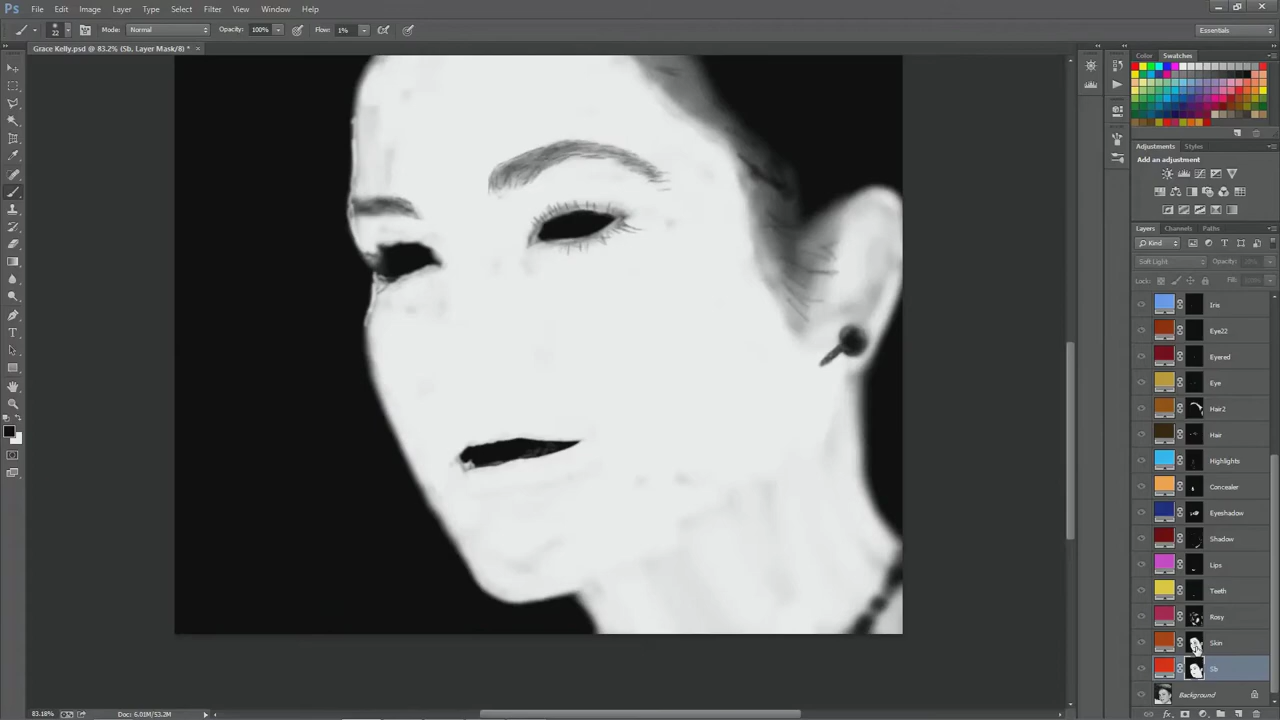 Ps File Edit Image Layer Type Select Filter View Window Help
22 Mode: Normal Opacity: 100% Flow: 1% Essentials
Grace Kelly.psd @ 83.2% (Sb, Layer Mask/8) * ×
Color Swatches
Adjustments Styles
Add an adjustment
Layers Channels Paths
Kind
Soft Light Opacity:
Lock: Fill:
Iris
Eye22
Eyered
Eye
Hair2
Hair
Highlights
Concealer
Eyeshadow
Shadow
Lips
Teeth
Rosy
Skin
Sb
Background
83.18% Doc: 6.01M/53.2M
fx